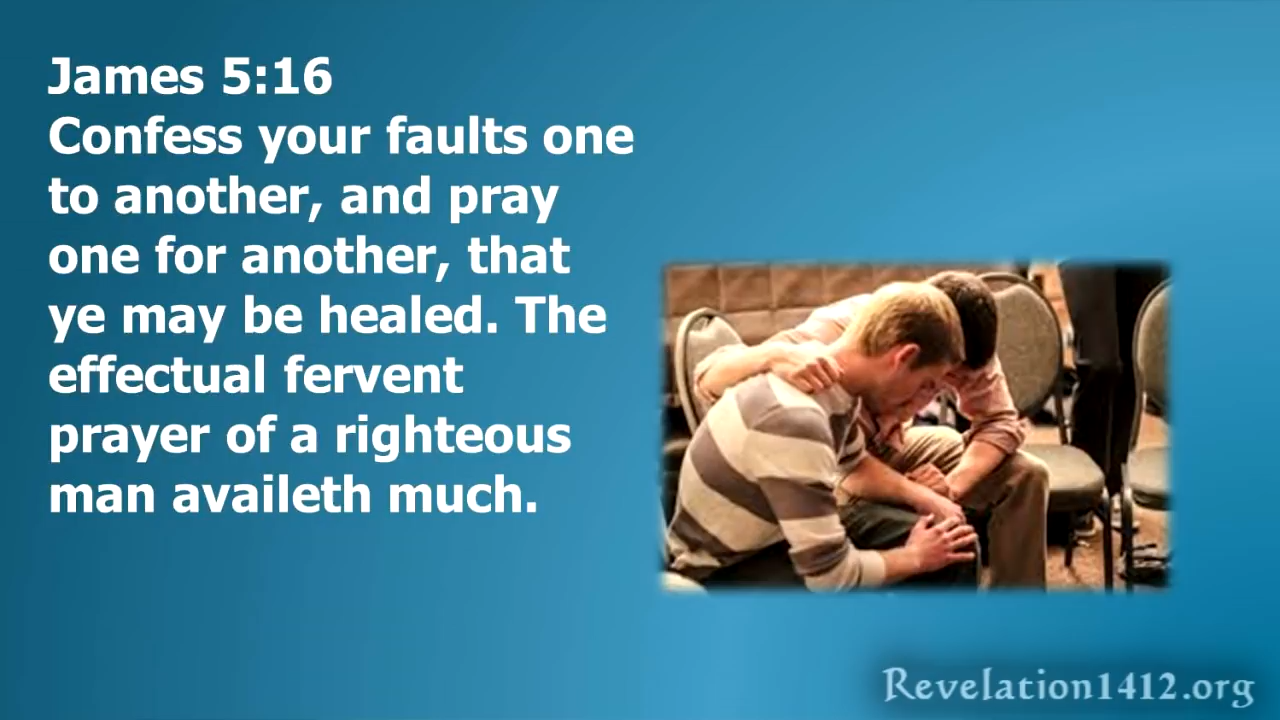 James 5:16
Confess your faults one
to another, and pray
one for another, that
ye may be healed. The
effectual fervent
prayer of a righteous
man availeth much.
Revelation1412.org